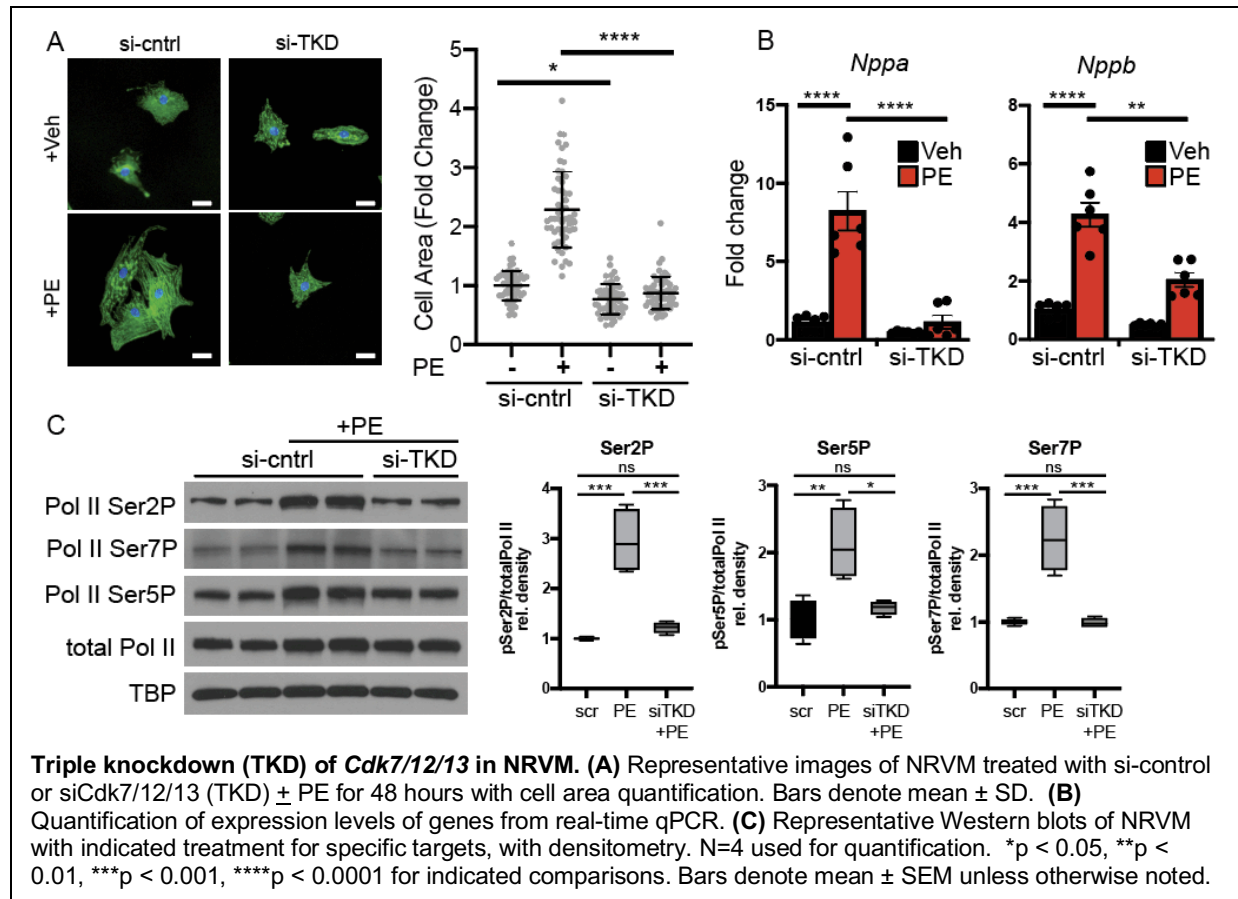 A
si-cntrl
si-TKD
+Veh
+PE
Cell Area (Fold Change)
5
4
3
2
1
0
****
*
PE
- + - +
si-cntrl si-TKD
B
Nppa
Nppb
Fold change
15
10
5
0
**** ****
Veh
PE
si-cntrl si-TKD
8
6
4
2
0
**** **
Veh
PE
si-cntrl si-TKD
C
+PE
si-cntrl si-TKD
Pol II Ser2P
Pol II Ser7P
Pol II Ser5P
total Pol II
TBP
Ser2P
ns
*** ***
pSer2P/totalPol II
rel. density
4
3
2
1
0
scr PE siTKD
+PE
Ser5P
ns
** *
pSer5P/totalPol II
rel. density
3
2
1
0
scr PE siTKD
+PE
Ser7P
ns
*** ***
pSer7P/totalPol II
rel. density
3
2
1
0
scr PE siTKD
+PE
Triple knockdown (TKD) of Cdk7/12/13 in NRVM. (A) Representative images of NRVM treated with si-control
or siCdk7/12/13 (TKD) ± PE for 48 hours with cell area quantification. Bars denote mean ± SD. (B)
Quantification of expression levels of genes from real-time qPCR. (C) Representative Western blots of NRVM
with indicated treatment for specific targets, with densitometry. N=4 used for quantification. *p < 0.05, **p <
0.01, ***p < 0.001, ****p < 0.0001 for indicated comparisons. Bars denote mean ± SEM unless otherwise noted.